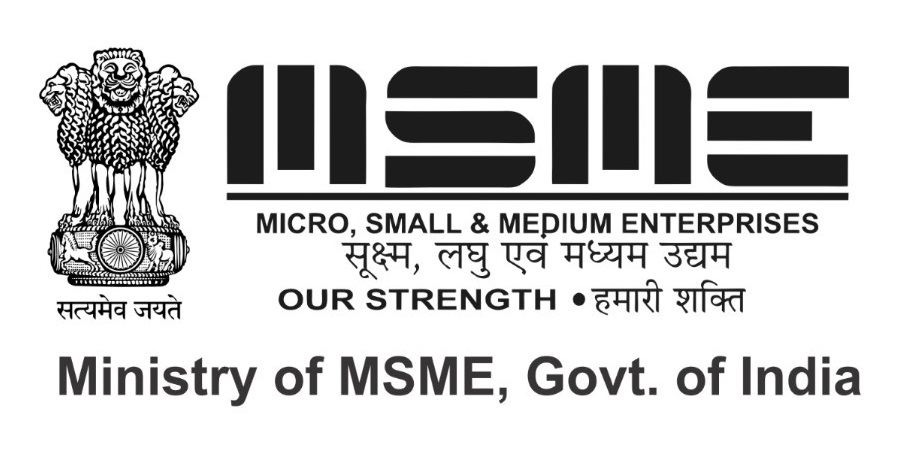 MSME
MICRO, SMALL & MEDIUM ENTERPRISES
सूक्ष्म, लघु एवं मध्यम उद्यम
OUR STRENGTH • हमारी शक्ति
सत्यमेव जयते
Ministry of MSME, Govt. of India